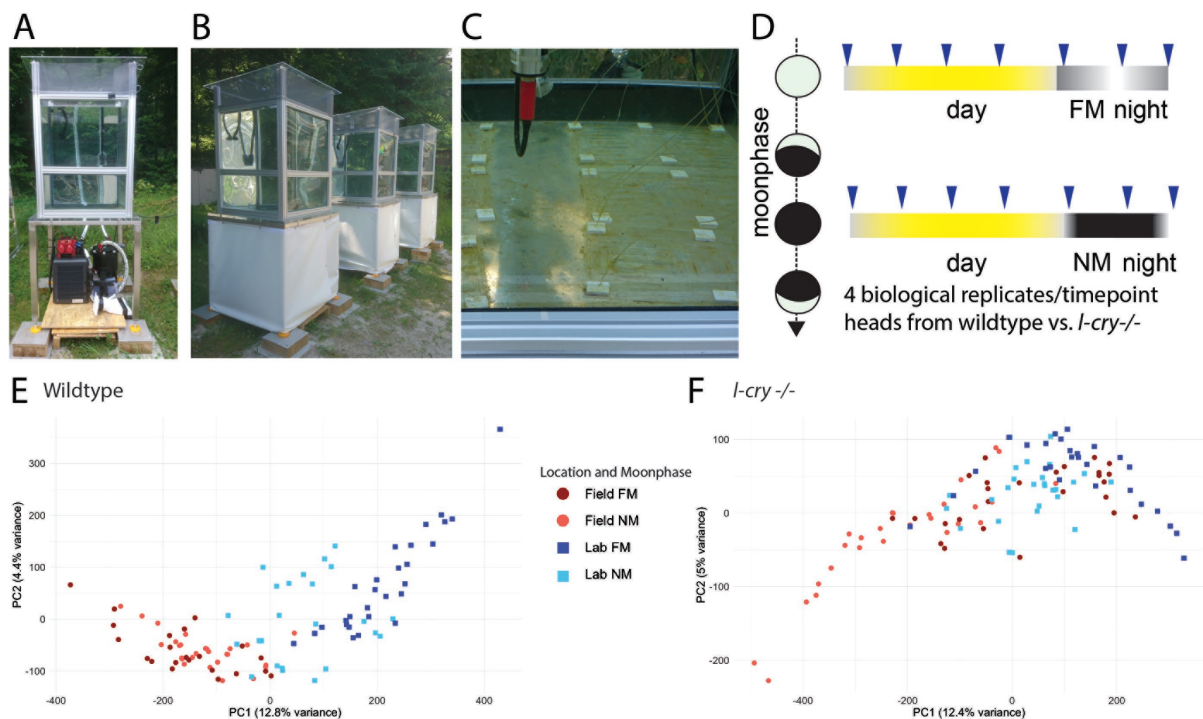 A
B
C
D
moonphase
day
FM night
day
NM night
4 biological replicates/timepoint
heads from wildtype vs. l-cry-/-
E Wildtype
F l-cry -/-
300
200
100
0
-100
PC2 (4.4% variance)
-400
-200
0
200
400
PC1 (12.8% variance)
Location and Moonphase
Field FM
Field NM
Lab FM
Lab NM
100
0
-100
-200
PC2 (5% variance)
-400
-200
0
200
PC1 (12.4% variance)